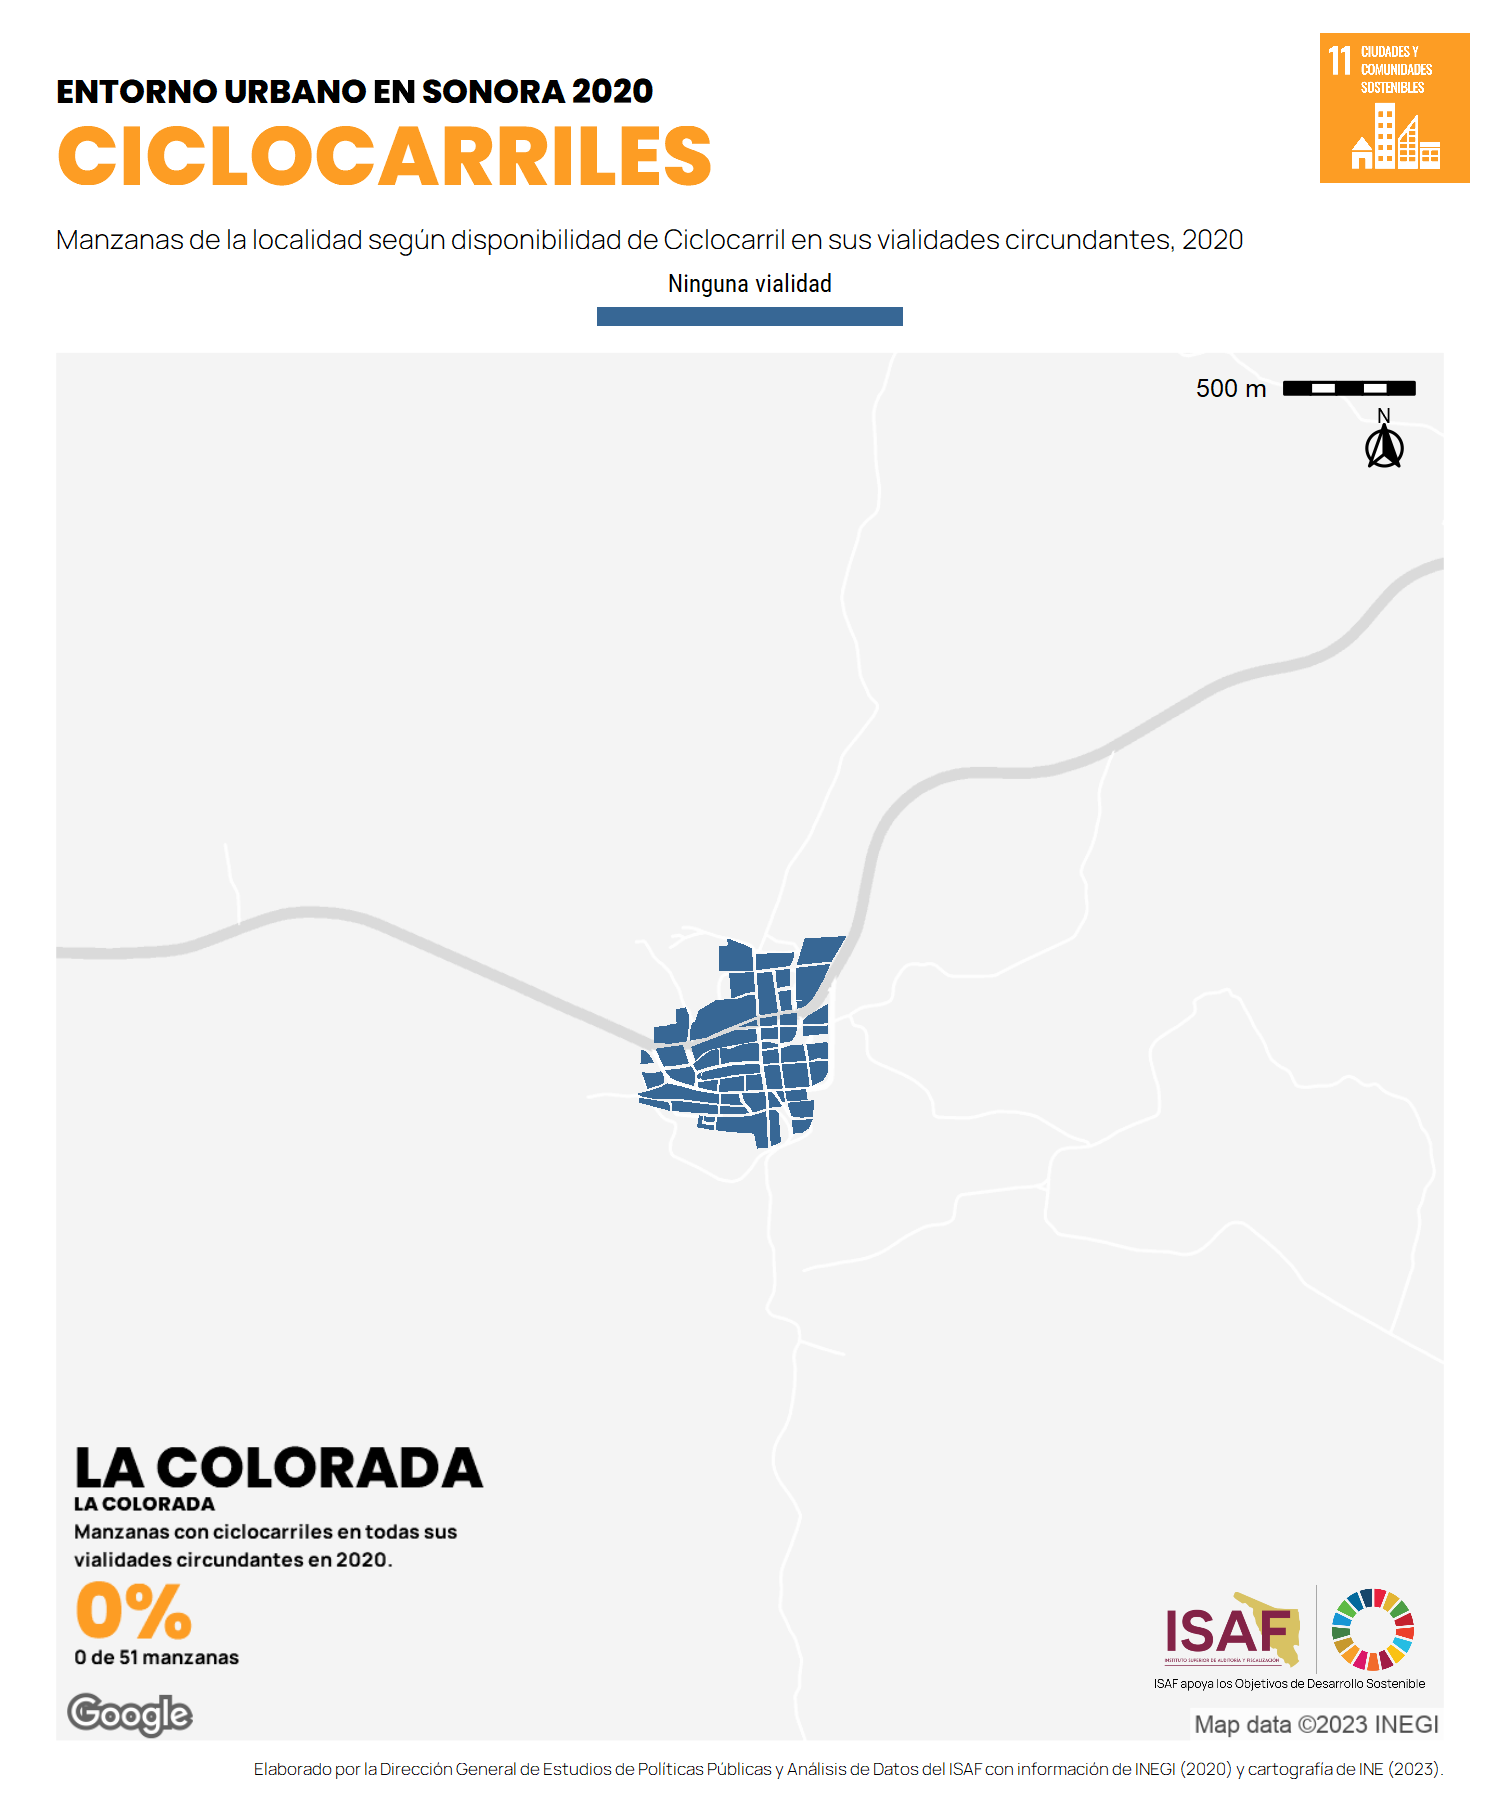 11 CIUDADES Y
COMUNIDADES
SOSTENIBLES
ENTORNO URBANO EN SONORA 2020
CICLOCARRILES
Manzanas de la localidad según disponibilidad de Ciclocarril en sus vialidades circundantes, 2020
Ninguna vialidad
500 m
N
LA COLORADA
LA COLORADA
Manzanas con ciclocarriles en todas sus
vialidades circundantes en 2020.
0%
0 de 51 manzanas
Google
ISAF
INSTITUTO SUPERIOR DE AUDITORÍA Y FISCALIZACIÓN
ISAF apoya los Objetivos de Desarrollo Sostenible
Map data ©2023 INEGI
Elaborado por la Dirección General de Estudios de Políticas Públicas y Análisis de Datos del ISAF con información de INEGI (2020) y cartografía de INE (2023).